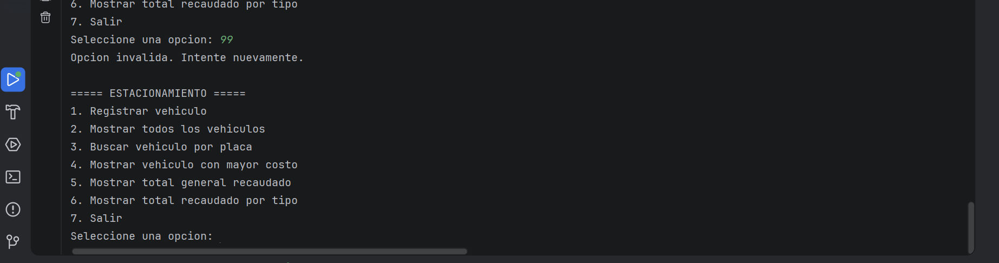 6. Mostrar total recaudado por tipo
7. Salir
Seleccione una opcion: 99
Opcion invalida. Intente nuevamente.
===== ESTACIONAMIENTO =====
1. Registrar vehiculo
2. Mostrar todos los vehiculos
3. Buscar vehiculo por placa
4. Mostrar vehiculo con mayor costo
5. Mostrar total general recaudado
6. Mostrar total recaudado por tipo
7. Salir
Seleccione una opcion: